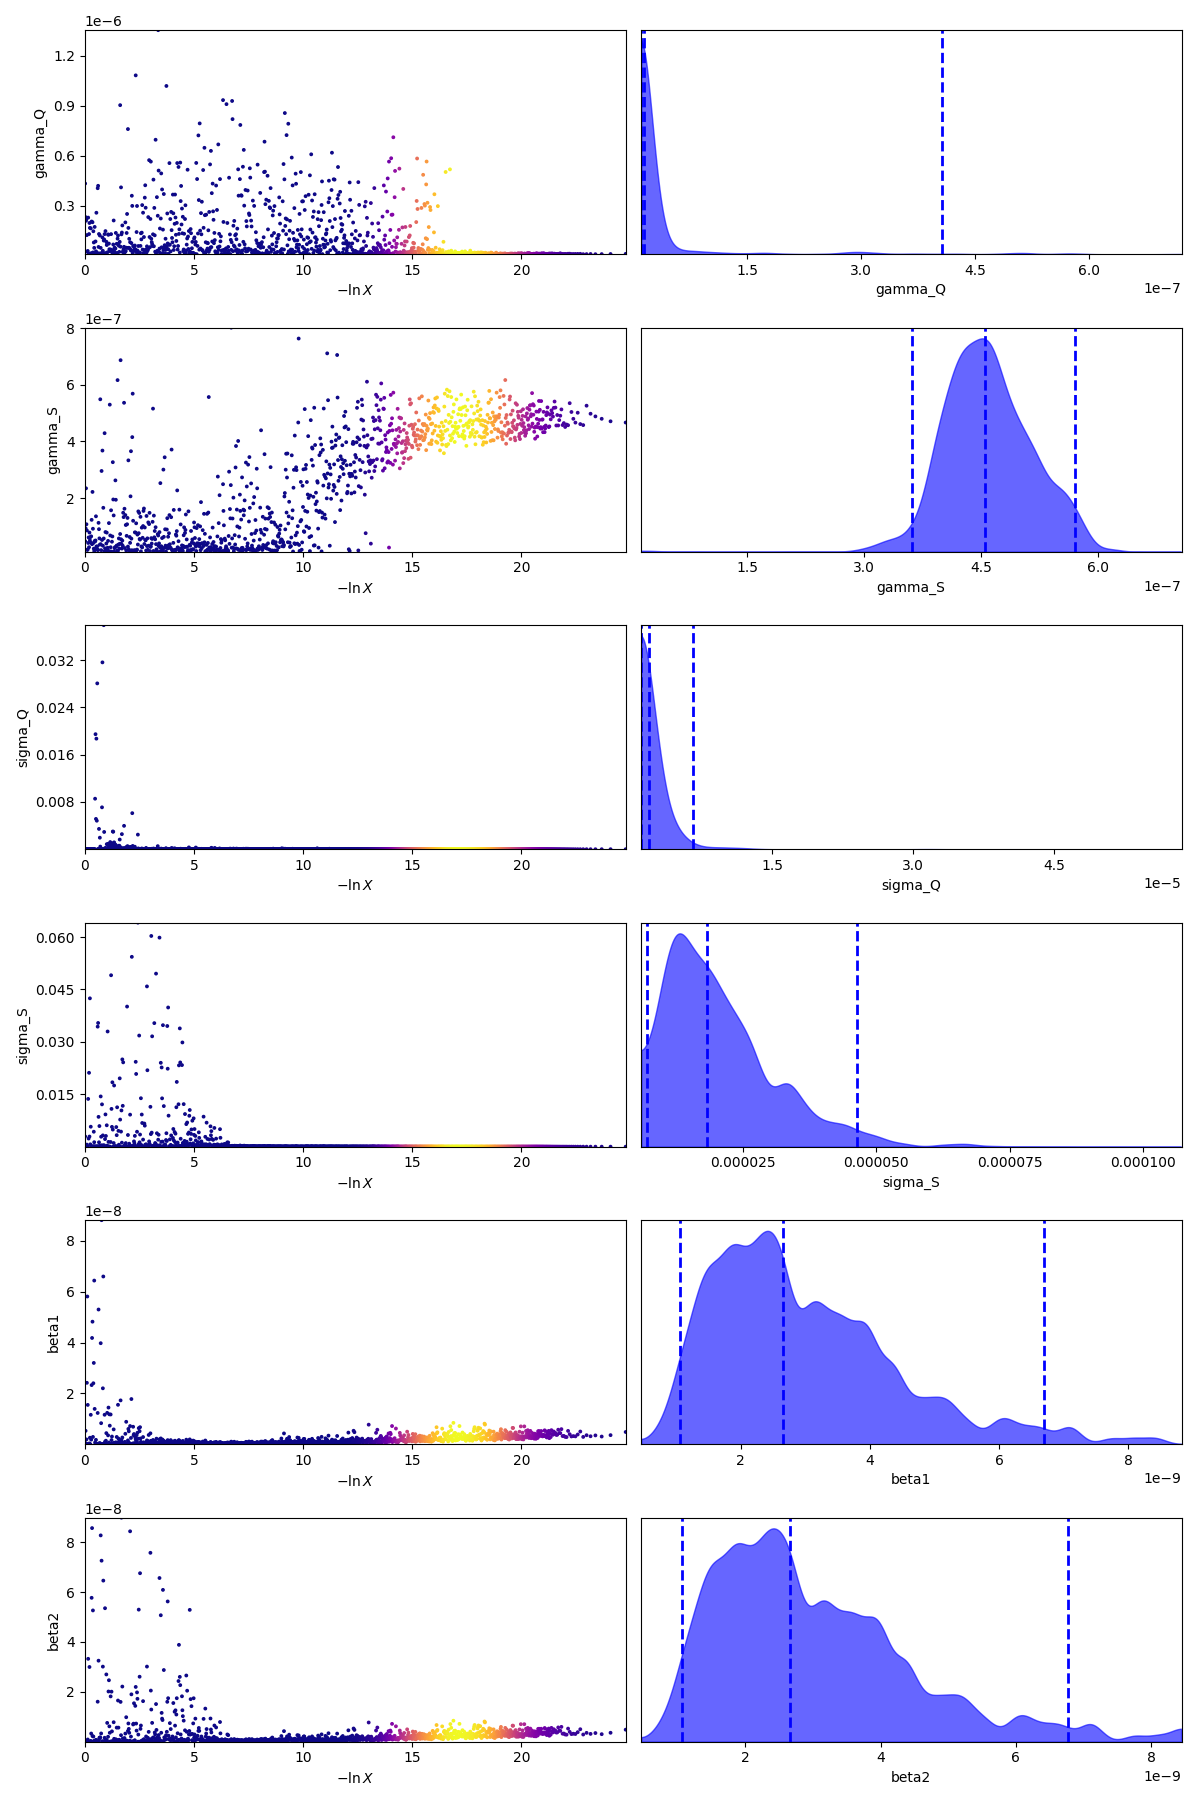 1e−6
gamma_Q
1.2
0.9
0.6
0.3
0 5 10 15 20
−ln X
1.5 3.0 4.5 6.0
gamma_Q
1e−7
1e−7
gamma_S
8
6
4
2
0 5 10 15 20
−ln X
1.5 3.0 4.5 6.0
gamma_S
1e−7
sigma_Q
0.032
0.024
0.016
0.008
0 5 10 15 20
−ln X
1.5 3.0 4.5
sigma_Q
1e−5
sigma_S
0.060
0.045
0.030
0.015
0 5 10 15 20
−ln X
0.000025 0.000050 0.000075 0.000100
sigma_S
1e−8
beta1
8
6
4
2
0 5 10 15 20
−ln X
2 4 6 8
beta1
1e−9
1e−8
beta2
8
6
4
2
0 5 10 15 20
−ln X
2 4 6 8
beta2
1e−9